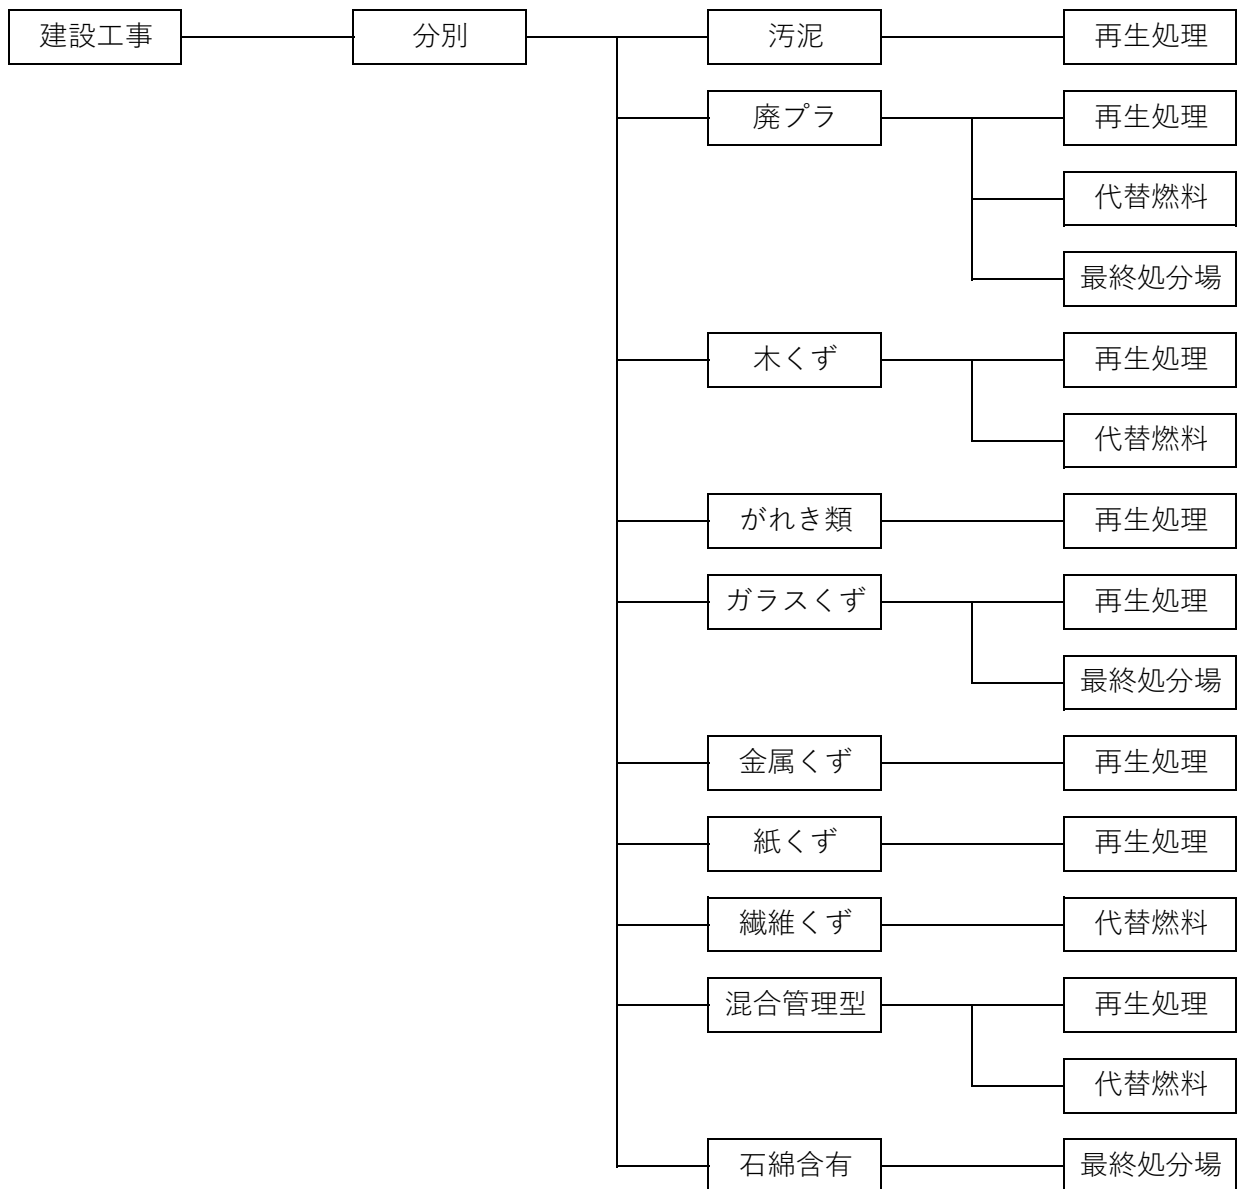 建設工事
分別
汚泥
再生処理
廃プラ
再生処理
代替燃料
最終処分場
木くず
再生処理
代替燃料
がれき類
再生処理
ガラスくず
再生処理
最終処分場
金属くず
再生処理
紙くず
再生処理
繊維くず
代替燃料
混合管理型
再生処理
代替燃料
石綿含有
最終処分場